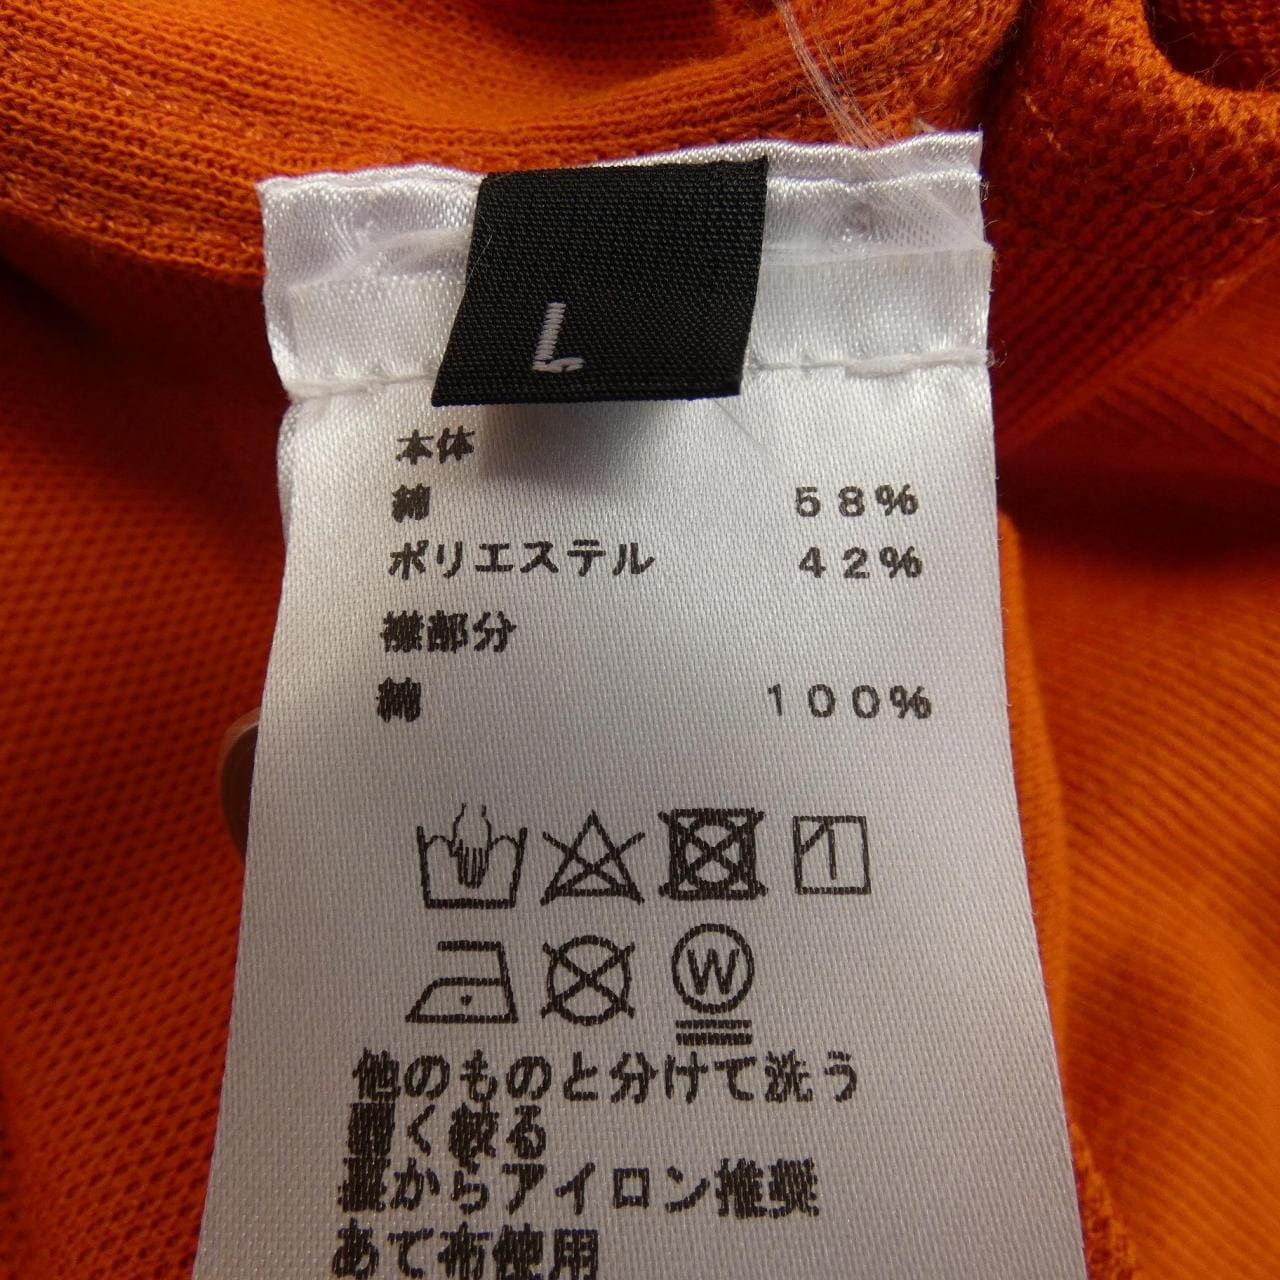 L
本体
綿 58%
ポリエステル 42%
襟部分
綿 100%
W
他のものと分けて洗う
弱く絞る
裏からアイロン推奨
あて布使用